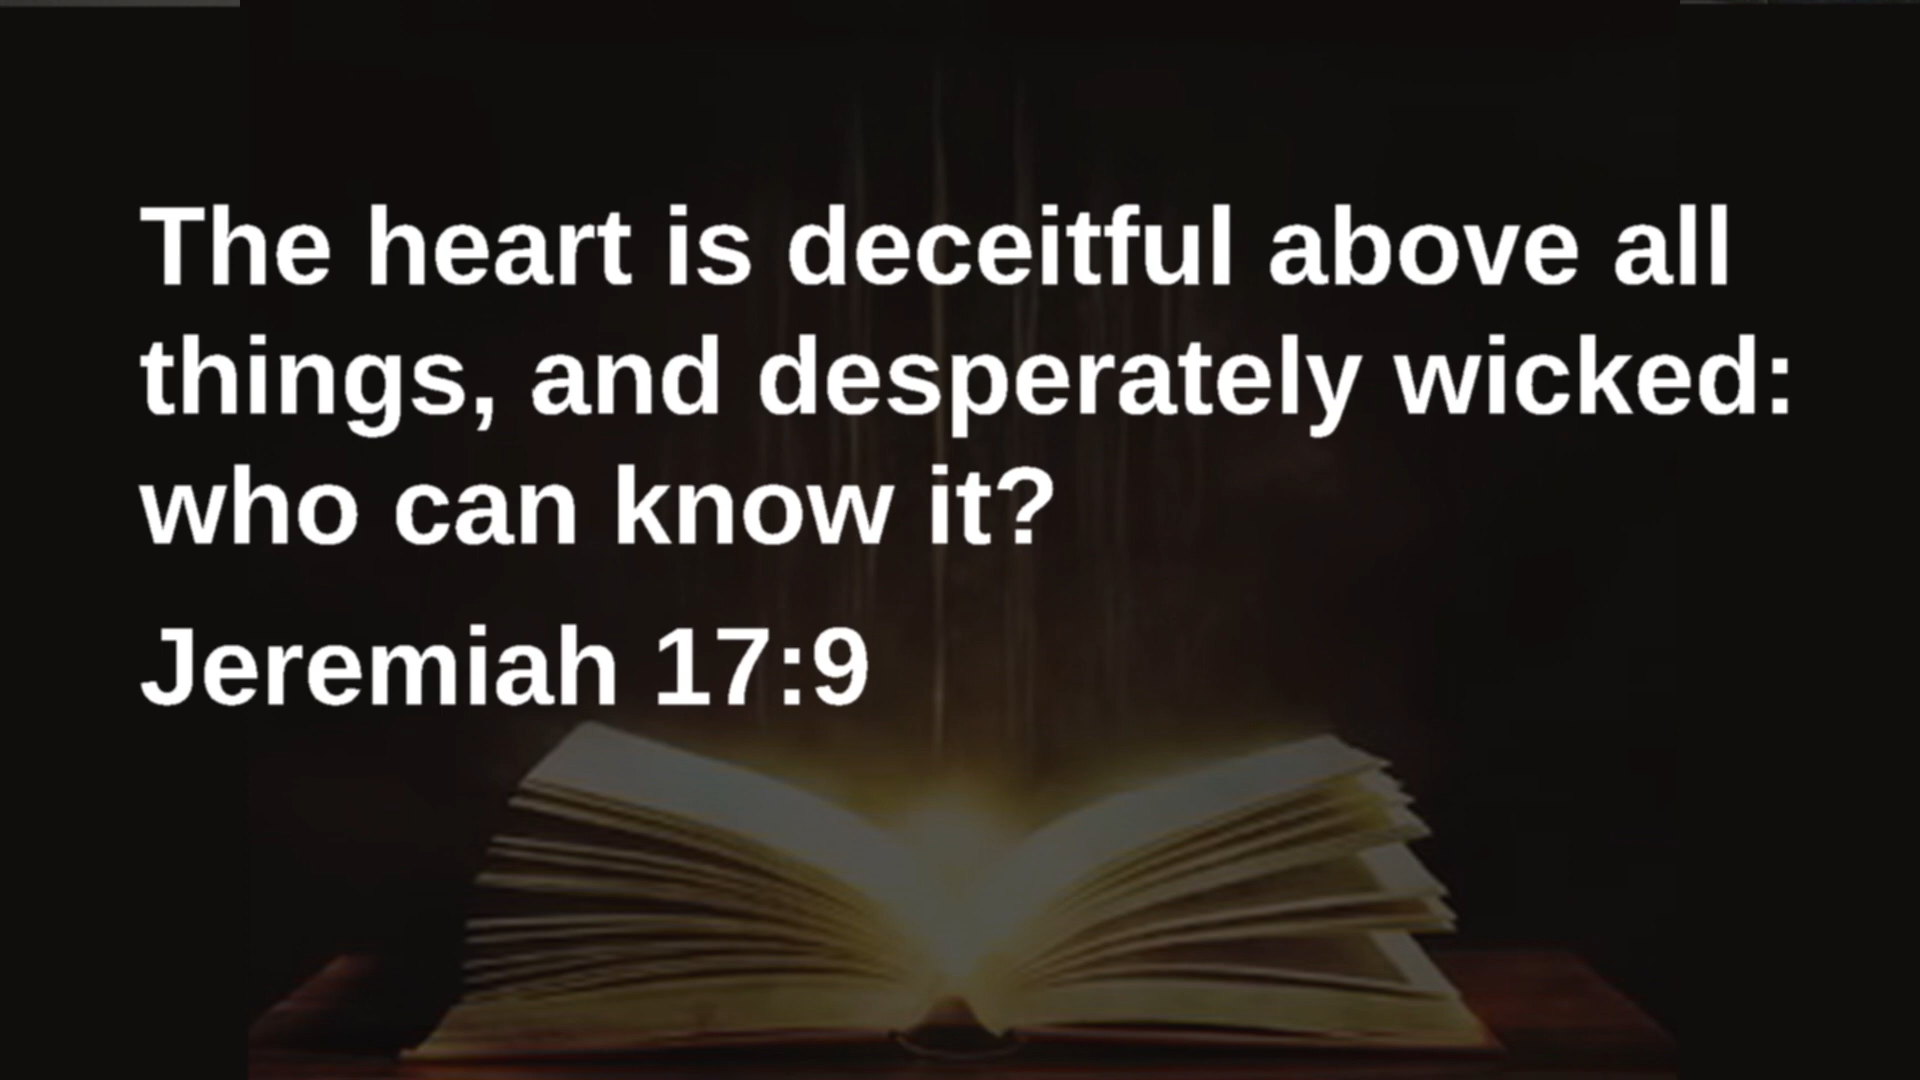 The heart is deceitful above all
things, and desperately wicked:
who can know it?
Jeremiah 17:9